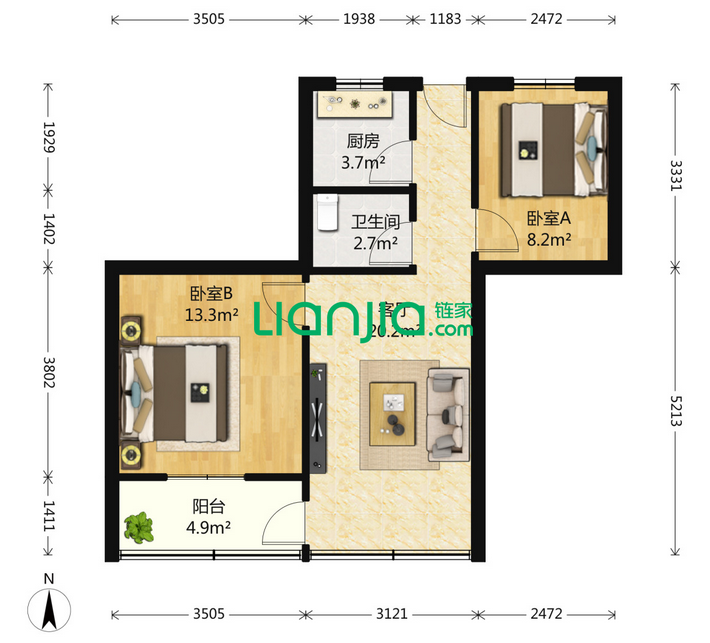 3505 1938 1183 2472
1929
1402
3802
1411
3331
5213
厨房
3.7m²
卫生间
2.7m²
卧室A
8.2m²
卧室B
13.3m²
客厅
20.2m²
Lianjia 链家
.com
阳台
4.9m²
N
3505 3121 2472